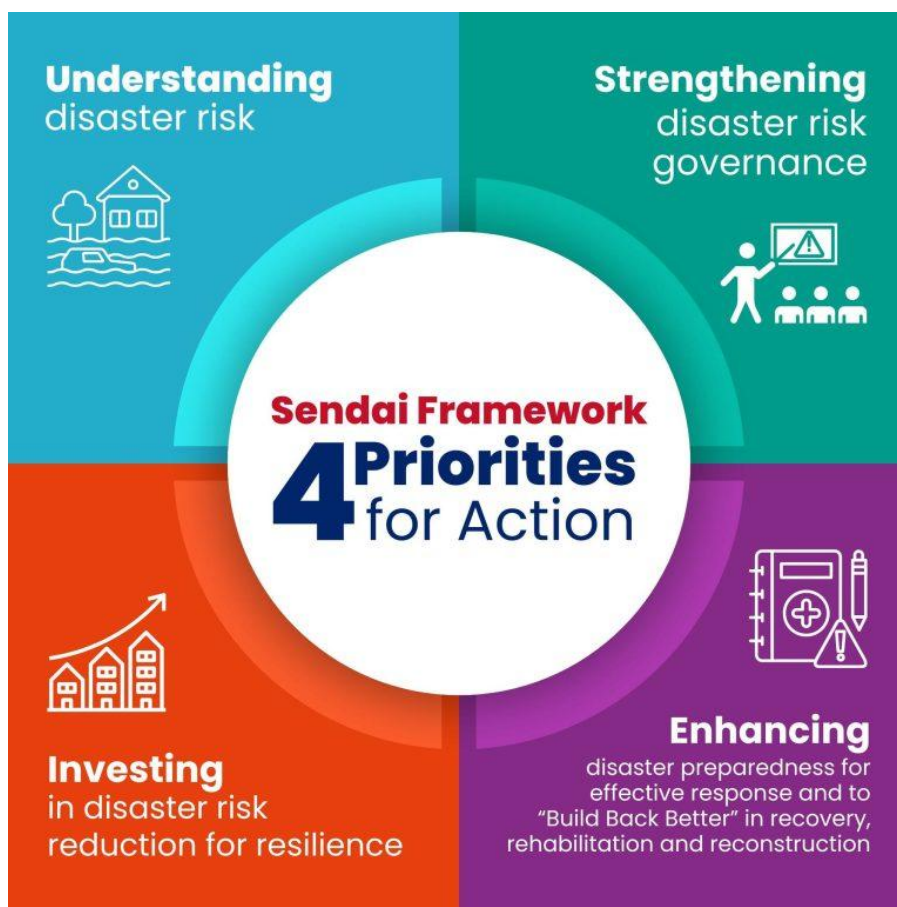 Understanding
disaster risk
Strengthening
disaster risk
governance
Sendai Framework
4 Priorities
for Action
Investing
in disaster risk
reduction for resilience
Enhancing
disaster preparedness for
effective response and to
“Build Back Better” in recovery,
rehabilitation and reconstruction